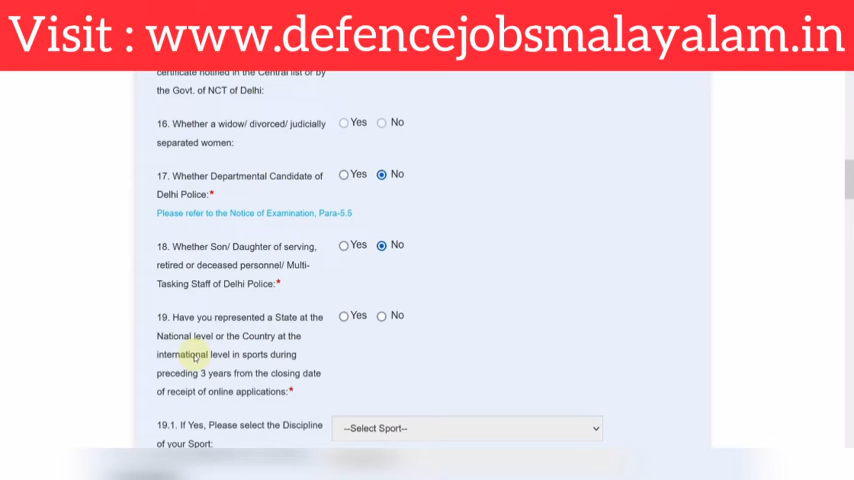 Visit : www.defencejobsmalayalam.in
certificate notified in the Central list or by
the Govt. of NCT of Delhi:
16. Whether a widow/ divorced/ judicially
separated women:
Yes No
17. Whether Departmental Candidate of
Delhi Police:*
Yes No
Please refer to the Notice of Examination, Para-5.5
18. Whether Son/ Daughter of serving,
retired or deceased personnel/ Multi-
Tasking Staff of Delhi Police:*
Yes No
19. Have you represented a State at the
National level or the Country at the
international level in sports during
preceding 3 years from the closing date
of receipt of online applications:*
Yes No
19.1. If Yes, Please select the Discipline
of your Sport:
--Select Sport--